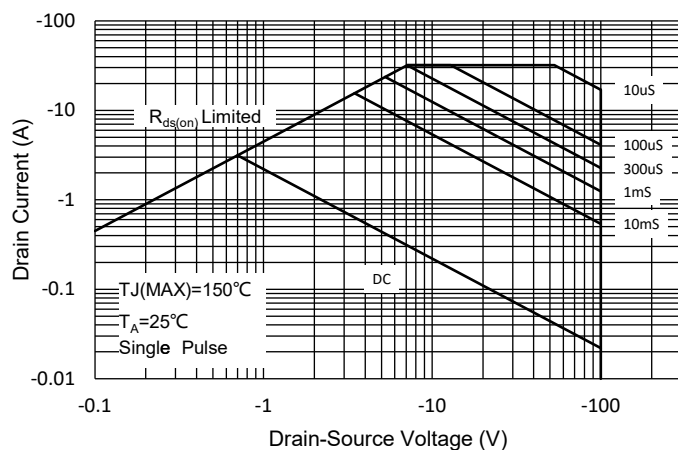 -100
-10
-1
-0.1
-0.01
Drain Current (A)
Rds(on) Limited
10uS
100uS
300uS
1mS
10mS
DC
TJ(MAX)=150℃
TA=25℃
Single Pulse
-0.1
-1
-10
-100
Drain-Source Voltage (V)